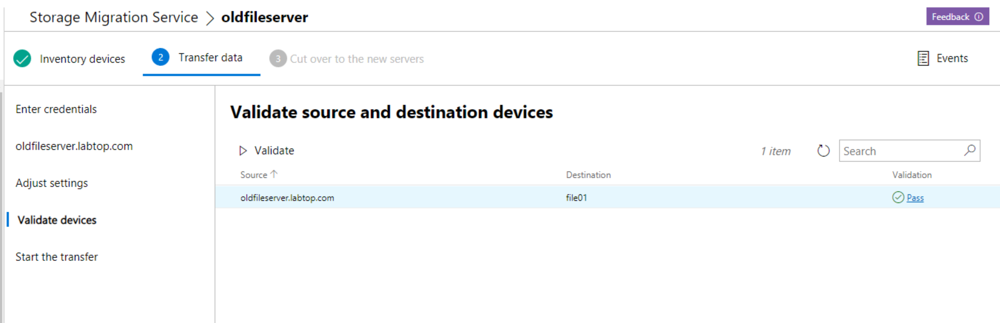 Storage Migration Service > oldfileserver
Feedback
Inventory devices
2 Transfer data
3 Cut over to the new servers
Events
Enter credentials
oldfileserver.labtop.com
Adjust settings
Validate devices
Start the transfer
Validate source and destination devices
Validate
1 item
Search
Source Destination Validation
oldfileserver.labtop.com file01 Pass